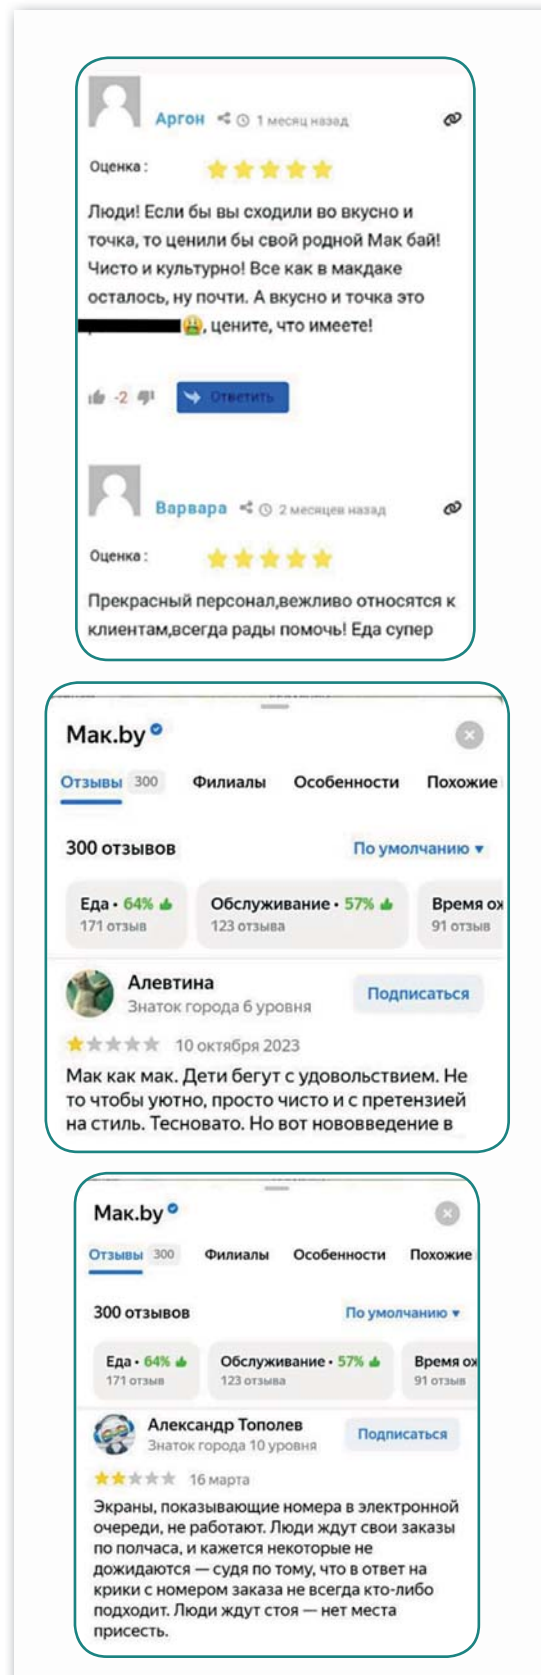 Аргон 1 месяц назад
Оценка :
Люди! Если бы вы сходили во вкусно и
точка, то ценили бы свой родной Мак бай!
Чисто и культурно! Все как в макдаке
осталось, ну почти. А вкусно и точка это
, цените, что имеете!
-2 Ответить
Варвара 2 месяцев назад
Оценка :
Прекрасный персонал,вежливо относятся к
клиентам,всегда рады помочь! Еда супер
Мак.by
Отзывы 300 Филиалы Особенности Похожие
300 отзывов По умолчанию
Еда • 64% Обслуживание • 57% Время ож
171 отзыв 123 отзыва 91 отзыв
Алевтина
Знаток города 6 уровня Подписаться
10 октября 2023
Мак как мак. Дети бегут с удовольствием. Не
то чтобы уютно, просто чисто и с претензией
на стиль. Тесновато. Но вот нововведение в
Мак.by
Отзывы 300 Филиалы Особенности Похожие
300 отзывов По умолчанию
Еда • 64% Обслуживание • 57% Время ож
171 отзыв 123 отзыва 91 отзыв
Александр Тополев
Знаток города 10 уровня Подписаться
16 марта
Экраны, показывающие номера в электронной
очереди, не работают. Люди ждут свои заказы
по полчаса, и кажется некоторые не
дожидаются — судя по тому, что в ответ на
крики с номером заказа не всегда кто-либо
подходит. Люди ждут стоя — нет места
присесть.